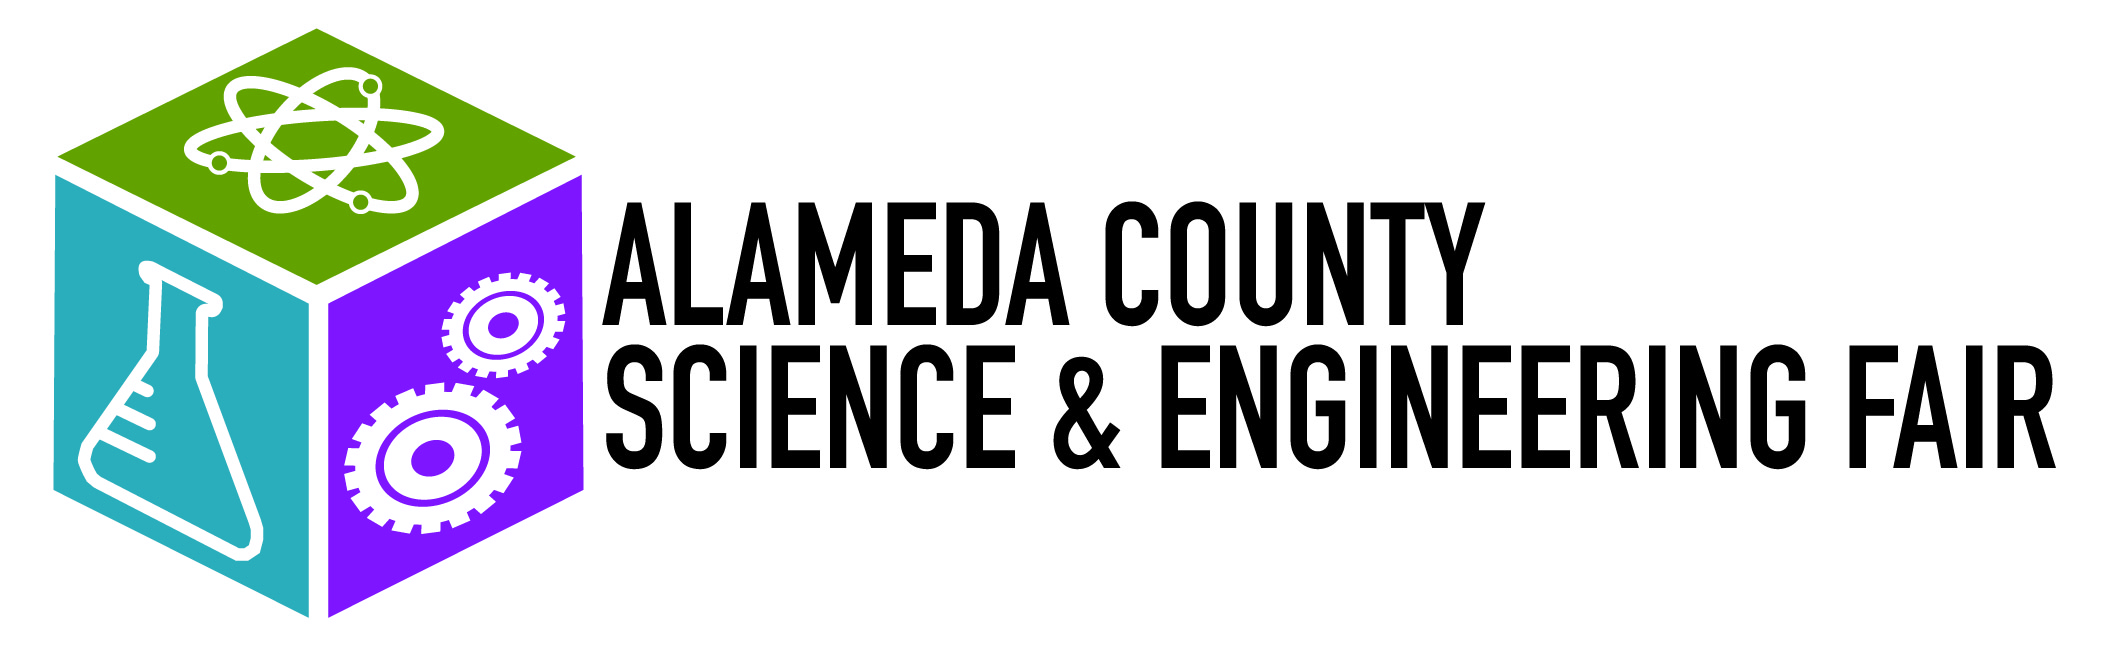 ALAMEDA COUNTY
SCIENCE & ENGINEERING FAIR